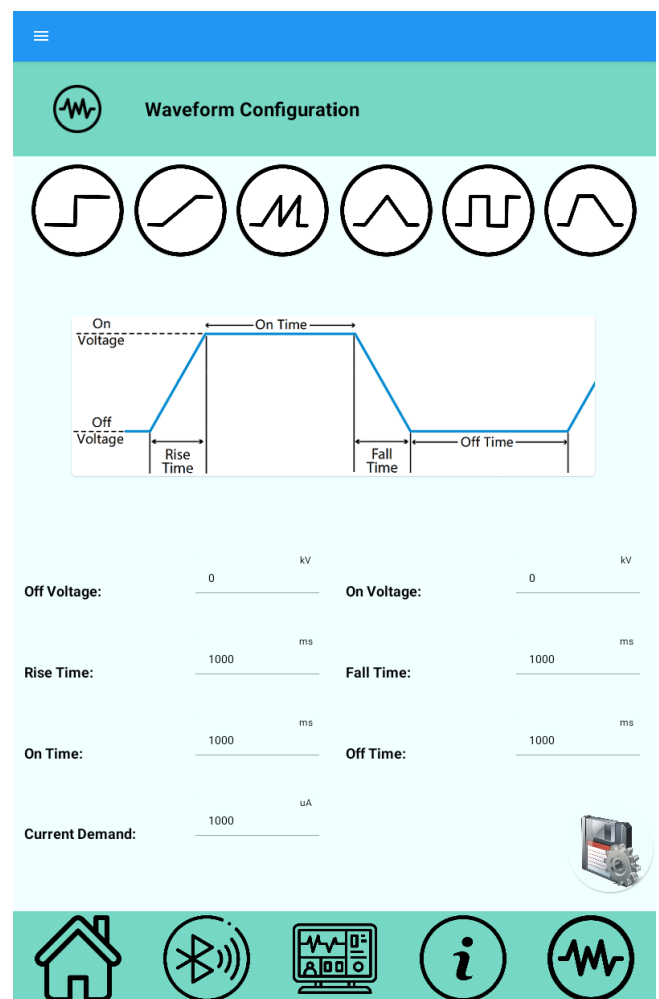 Waveform Configuration
On
Voltage
On Time
Off
Voltage
Rise
Time
Fall
Time
Off Time
kV
kV
Off Voltage:
0
On Voltage:
0
ms
ms
Rise Time:
1000
Fall Time:
1000
ms
ms
On Time:
1000
Off Time:
1000
uA
Current Demand:
1000
i